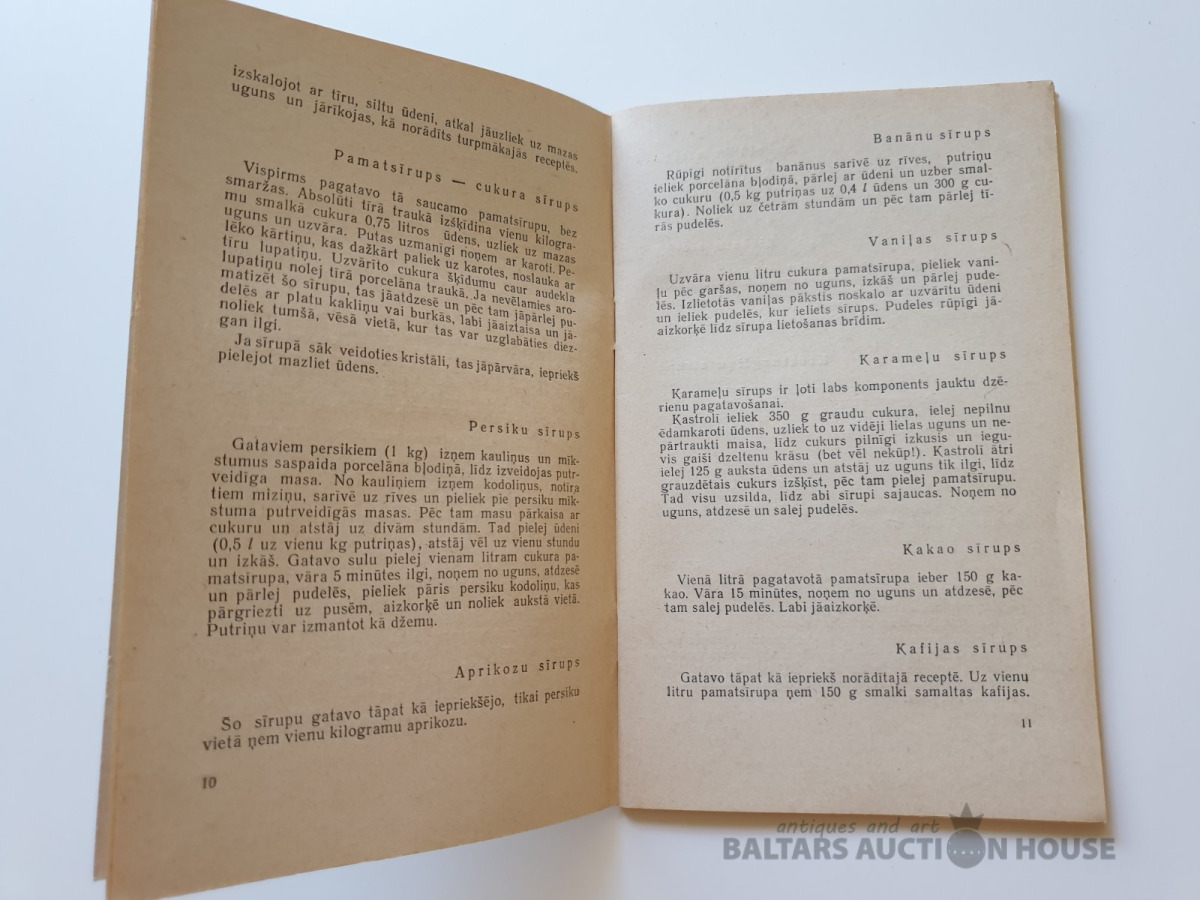 izskalojot ar tīru, siltu ūdeni, atkal jāuzliek uz mazas
uguns un jārīkojas, kā norādīts turpmākajās receptēs.
Pamatsīrups — cukura sīrups
Vispirms pagatavo tā saucamo pamatsīrupu, bez
smaržas. Absolūti tīrā traukā izšķīdina vienu kilogra-
mu smalkā cukura 0,75 litros ūdens, uzliek uz mazas
uguns un uzvāra. Putas uzmanīgi noņem ar karoti. Pe-
lēko kārtiņu, kas dažkārt paliek uz karotes, noslauka ar
tīru lupatiņu. Uzvārīto cukura šķīdumu caur audekla
lupatiņu nolej tīrā porcelāna traukā. Ja nevēlamies aro-
matizēt šo sīrupu, tas jāatdzesē un pēc tam jāpārlej pu-
delēs ar platu kakliņu vai burkās, labi jāaiztaisa un jā-
noliek tumšā, vēsā vietā, kur tas var uzglabāties diez-
gan ilgi.
Ja sīrupā sāk veidoties kristāli, tas jāpārvāra, iepriekš
pielejot mazliet ūdens.
Persiku sīrups
Gataviem persikiem (1 kg) izņem kauliņus un mīk-
stumus saspaida porcelāna bļodiņā, līdz izveidojas putr-
veidīga masa. No kauliņiem izņem kodoliņus, notīra
tiem miziņu, sarīvē uz rīves un pieliek pie persiku mīk-
stuma putrveidīgās masas. Pēc tam masu pārkaisa ar
cukuru un atstāj uz divām stundām. Tad pielej ūdeni
(0,5 l uz vienu kg putriņas), atstāj vēl uz vienu stundu
un izkāš. Gatavo sulu pielej vienam litram cukura pa-
matsīrupa, vāra 5 minūtes ilgi, noņem no uguns, atdzesē
un pārlej pudelēs, pieliek pāris persiku kodoliņu, kas
pārgriezti uz pusēm, aizkorķē un noliek aukstā vietā.
Putriņu var izmantot kā džemu.
Aprikozu sīrups
Šo sīrupu gatavo tāpat kā iepriekšējo, tikai persiku
vietā ņem vienu kilogramu aprikozu.
10
Banānu sīrups
Rūpīgi notīrītus banānus sarīvē uz rīves, putriņu
ieliek porcelāna bļodiņā, pārlej ar ūdeni un uzber smal-
ko cukuru (0,5 kg putriņas uz 0,4 l ūdens un 300 g cu-
kura). Noliek uz četrām stundām un pēc tam pārlej tī-
rās pudelēs.
Vaniļas sīrups
Uzvāra vienu litru cukura pamatsīrupa, pieliek vani-
ļu pēc garšas, noņem no uguns, izkāš un pārlej pude-
lēs. Izlietotās vaniļas pākstis noskalo ar uzvārītu ūdeni
un ieliek pudelēs, kur ieliets sīrups. Pudeles rūpīgi jā-
aizkorķē līdz sīrupa lietošanas brīdim.
Karameļu sīrups
Karameļu sīrups ir ļoti labs komponents jauktu dzē-
rienu pagatavošanai.
Kastrolī ieliek 350 g graudu cukura, ielej nepilnu
ēdamkaroti ūdens, uzliek to uz vidēji lielas uguns un ne-
pārtraukti maisa, līdz cukurs pilnīgi izkusis un iegu-
vis gaiši dzeltenu krāsu (bet vēl nekūp!). Kastrolī ātri
ielej 125 g auksta ūdens un atstāj uz uguns tik ilgi, līdz
grauzdētais cukurs izšķīst, pēc tam pielej pamatsīrupu.
Tad visu uzsilda, līdz abi sīrupi sajaucas. Noņem no
uguns, atdzesē un salej pudelēs.
Kakao sīrups
Vienā litrā pagatavotā pamatsīrupa ieber 150 g ka-
kao. Vāra 15 minūtes, noņem no uguns un atdzesē, pēc
tam salej pudelēs. Labi jāaizkorķē.
Kafijas sīrups
Gatavo tāpat kā iepriekš norādītajā receptē. Uz vienu
litru pamatsīrupa ņem 150 g smalki samaltas kafijas.
11
antiques and art
BALTARS AUCTION HOUSE